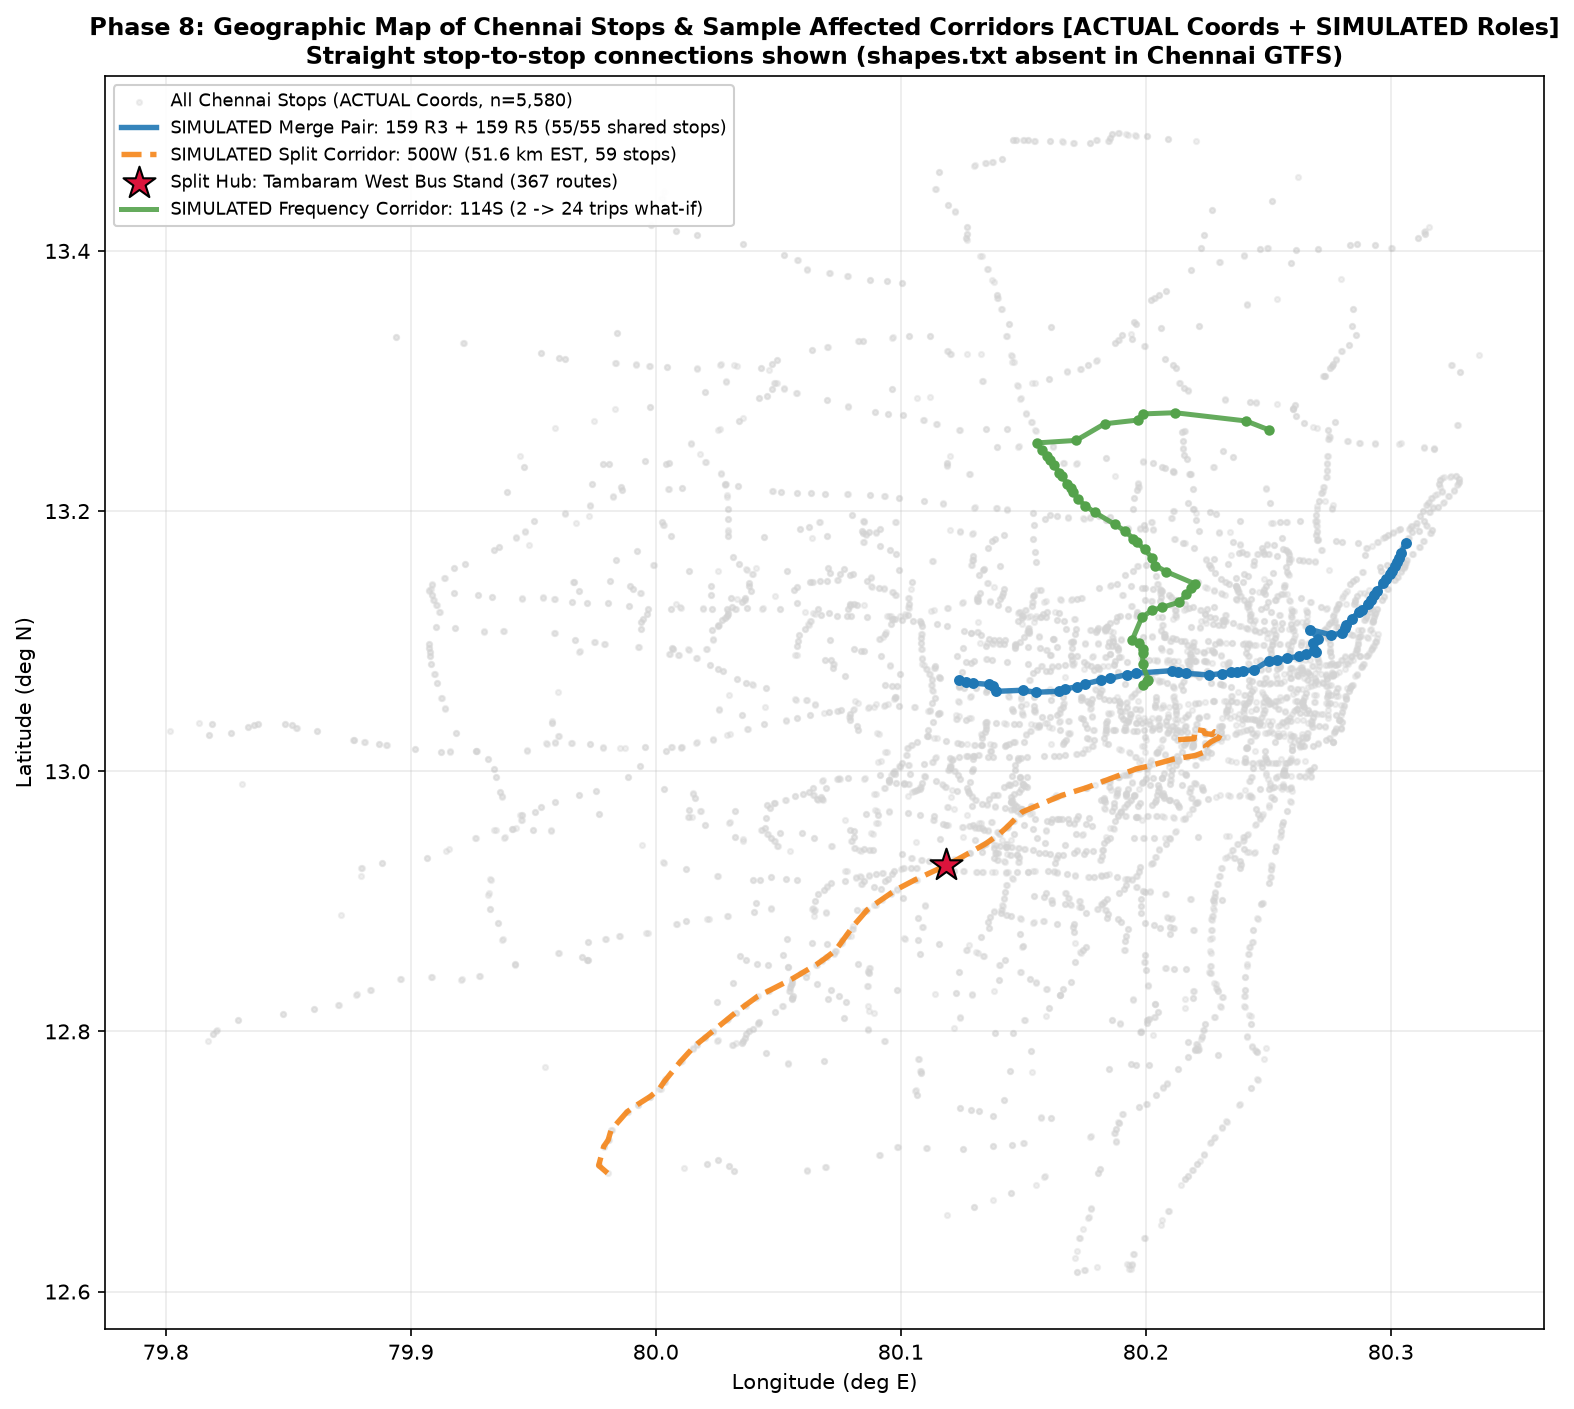 Phase 8: Geographic Map of Chennai Stops & Sample Affected Corridors [ACTUAL Coords + SIMULATED Roles]
Straight stop-to-stop connections shown (shapes.txt absent in Chennai GTFS)
All Chennai Stops (ACTUAL Coords, n=5,580)
SIMULATED Merge Pair: 159 R3 + 159 R5 (55/55 shared stops)
SIMULATED Split Corridor: 500W (51.6 km EST, 59 stops)
Split Hub: Tambaram West Bus Stand (367 routes)
SIMULATED Frequency Corridor: 114S (2 -> 24 trips what-if)
13.4
13.2
13.0
12.8
12.6
Latitude (deg N)
79.8 79.9 80.0 80.1 80.2 80.3
Longitude (deg E)